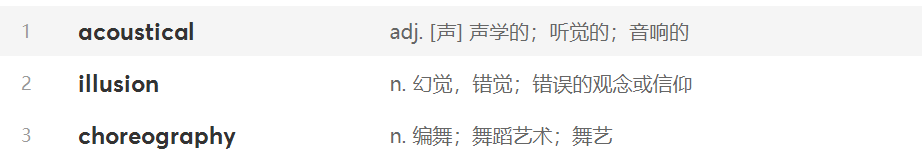 1 acoustical adj. [声] 声学的；听觉的；音响的
2 illusion n. 幻觉，错觉；错误的观念或信仰
3 choreography n. 编舞；舞蹈艺术；舞艺